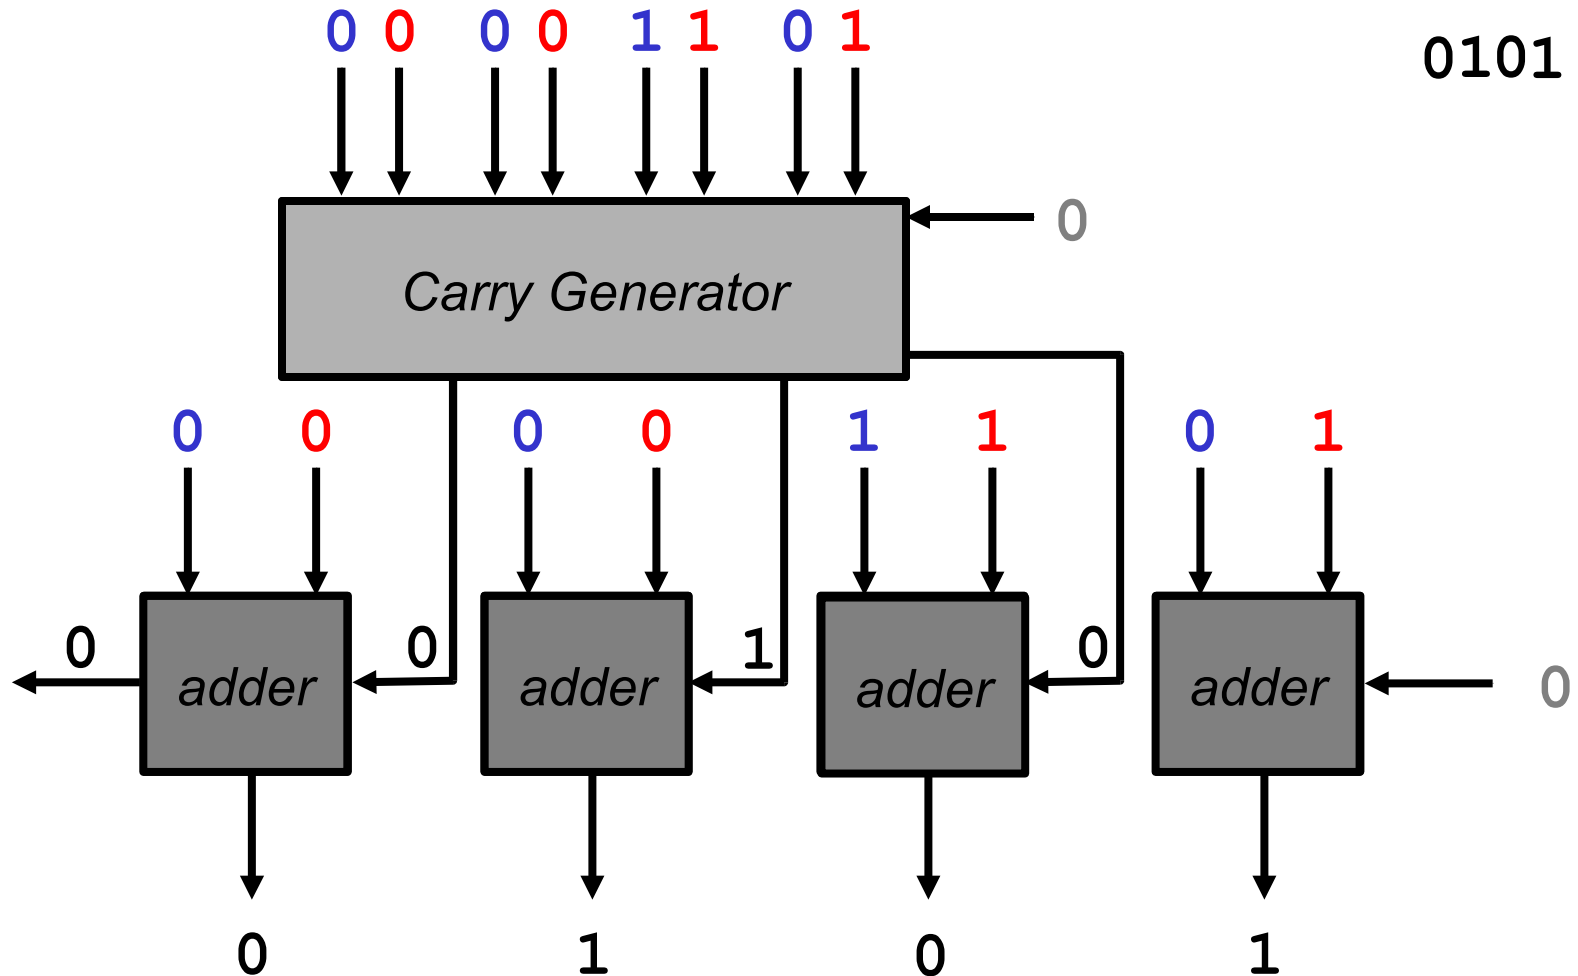 0 0 0 0 1 1 0 1
0101
0
Carry Generator
0 0 0 0 1 1 0 1
0 0 1 0
adder adder adder adder 0
0 1 0 1